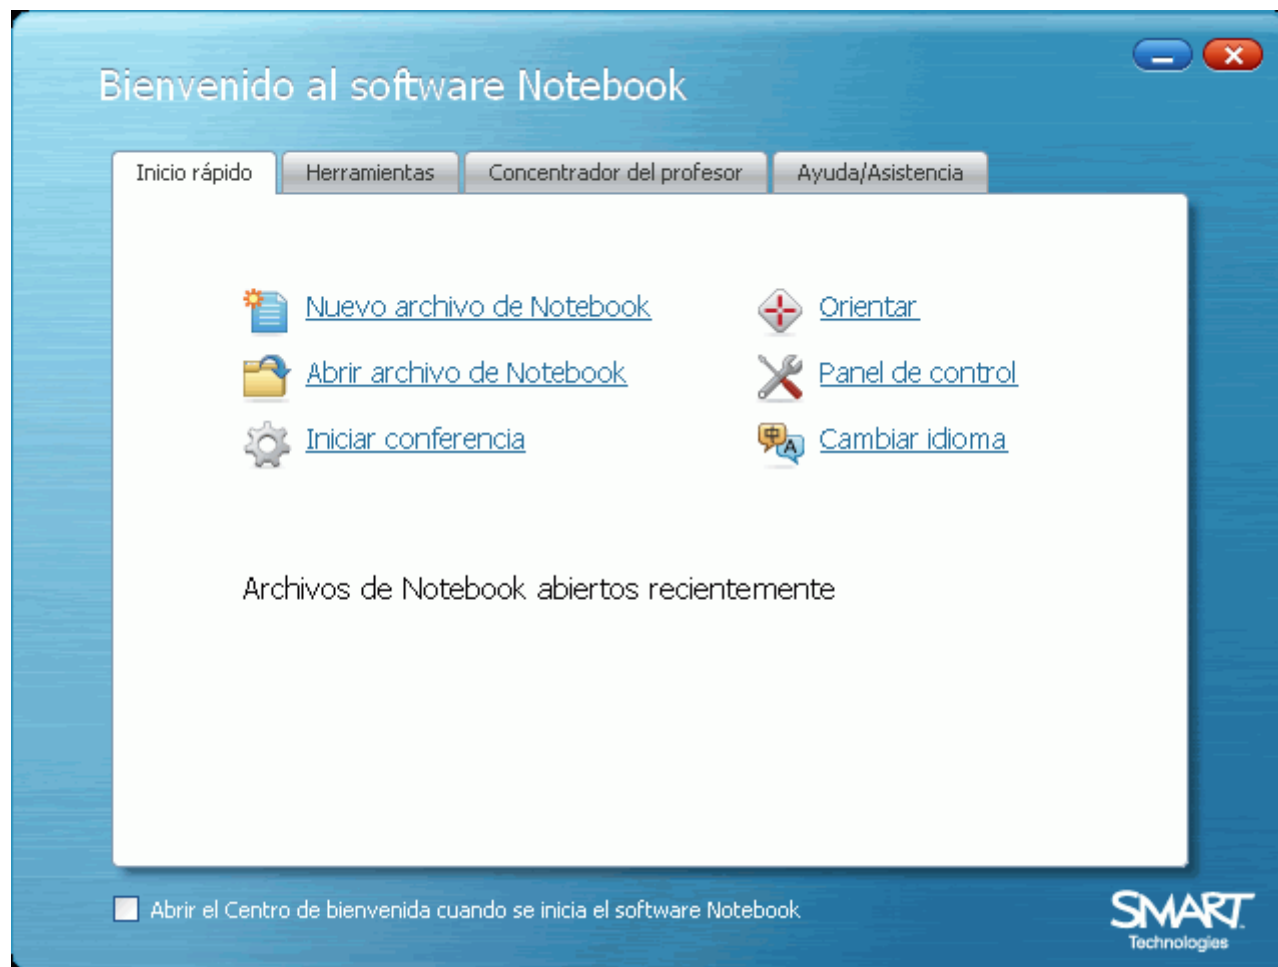 Bienvenido al software Notebook
Inicio rápido
Herramientas
Concentrador del profesor
Ayuda/Asistencia
Nuevo archivo de Notebook
Orientar
Abrir archivo de Notebook
Panel de control
Iniciar conferencia
中
A
Cambiar idioma
Archivos de Notebook abiertos recientemente
Abrir el Centro de bienvenida cuando se inicia el software Notebook
SMART
Technologies